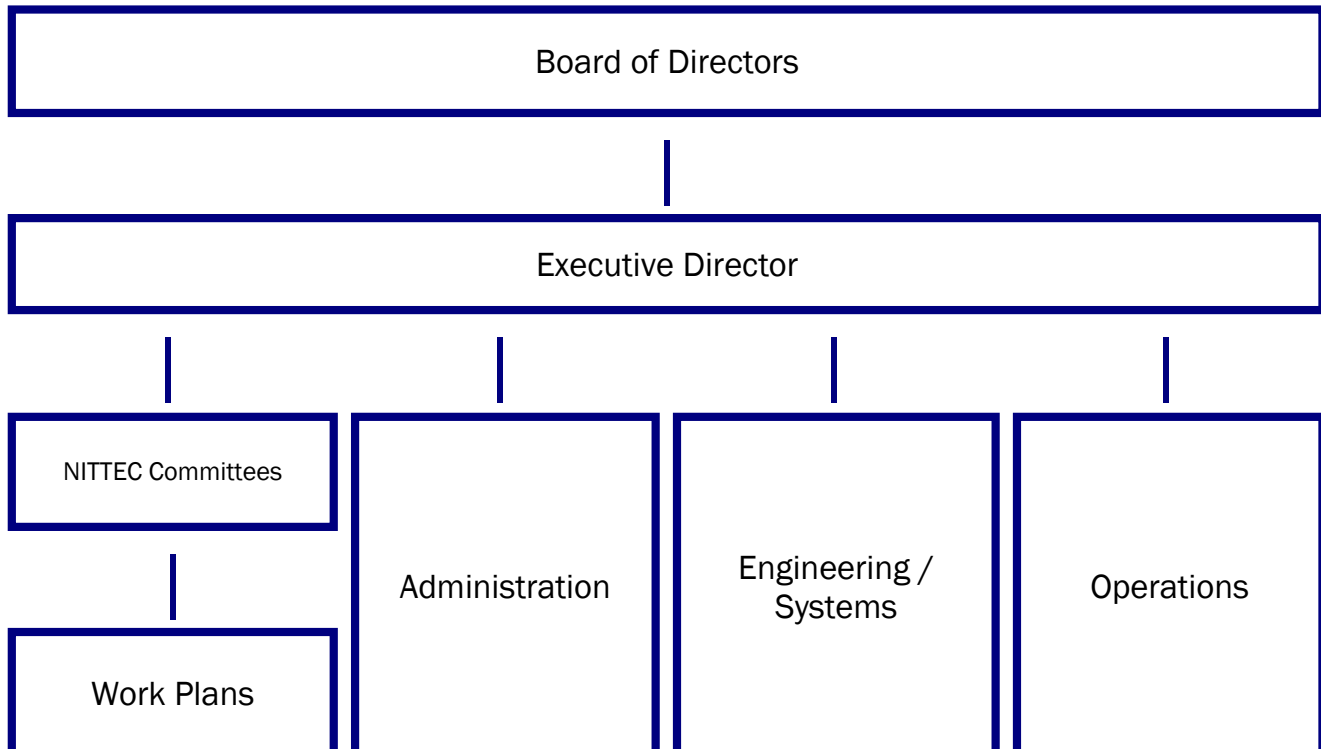 Board of Directors
Executive Director
NITTEC Committees
Administration
Engineering /
Systems
Operations
Work Plans